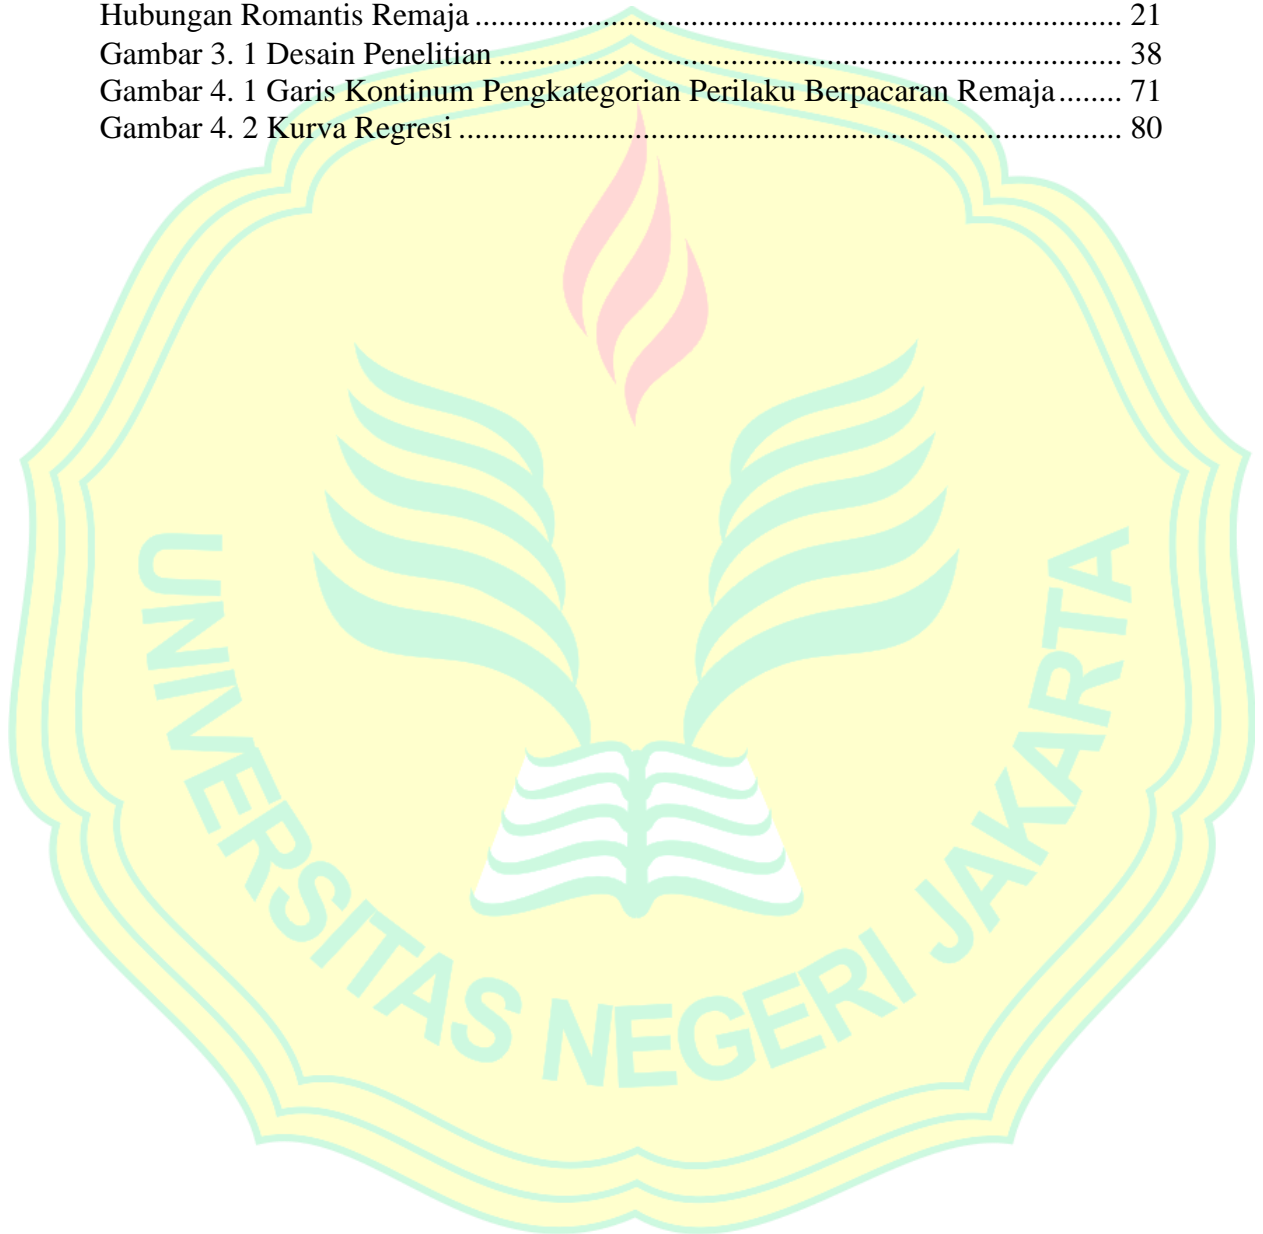 Hubungan Romantis Remaja ........................................................................... 21
Gambar 3. 1 Desain Penelitian ........................................................................ 38
Gambar 4. 1 Garis Kontinum Pengkategorian Perilaku Berpacaran Remaja........ 71
Gambar 4. 2 Kurva Regresi ............................................................................. 80
UNIVERSITAS NEGERI JAKARTA